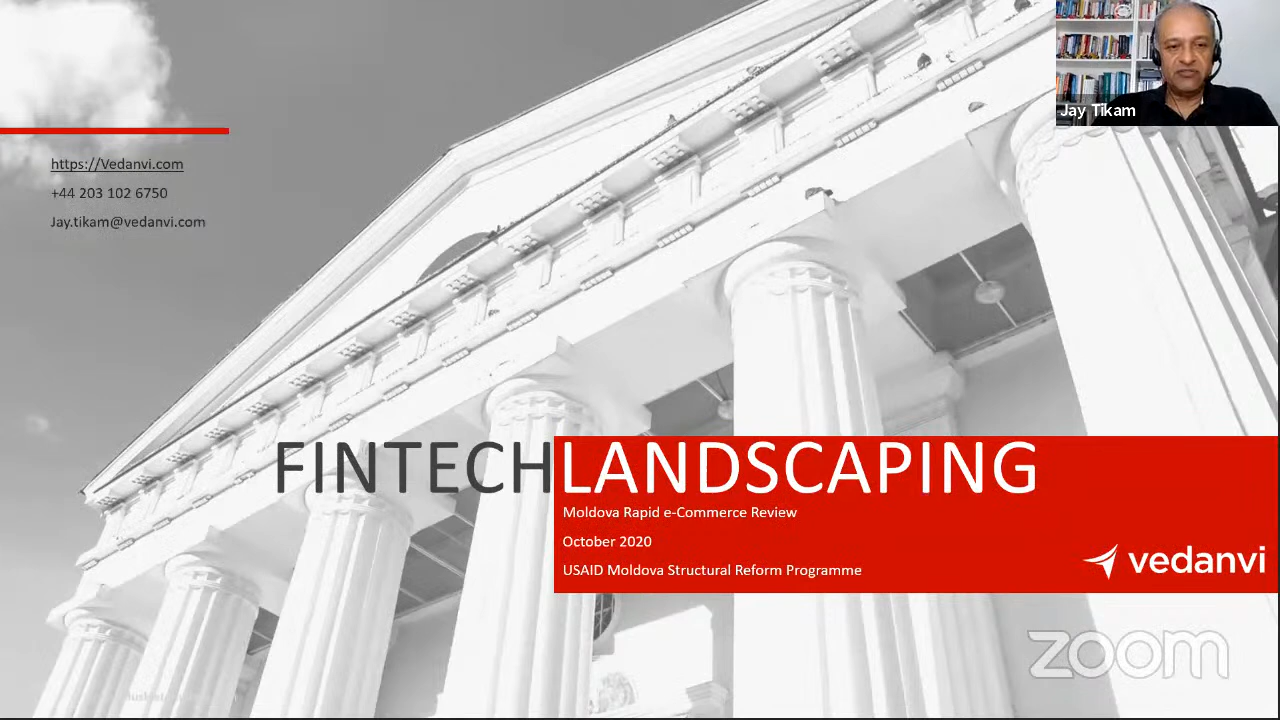 Jay Tikam
https://Vedanvi.com
+44 203 102 6750
Jay.tikam@vedanvi.com
FINTECHLANDSCAPING
Moldova Rapid e-Commerce Review
October 2020
USAID Moldova Structural Reform Programme
vedanvi
zoom